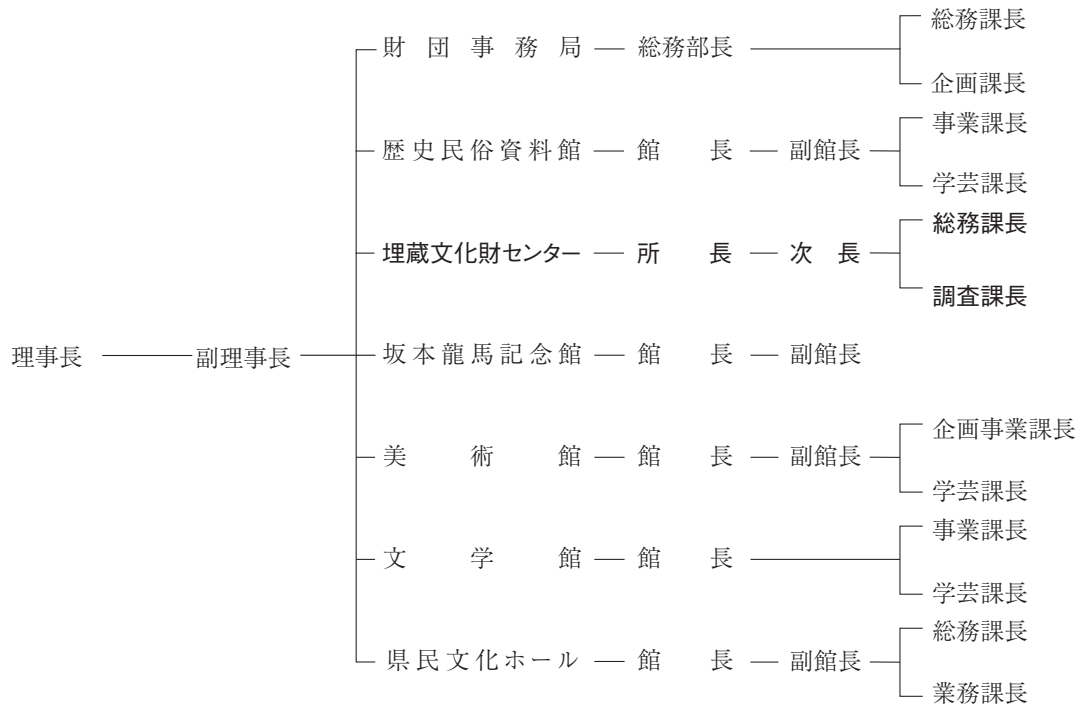 総務課長
財団事務局 総務部長
企画課長
事業課長
歴史民俗資料館 館長 副館長
学芸課長
総務課長
埋蔵文化財センター 所長 次長
調査課長
理事長 副理事長 坂本龍馬記念館 館長 副館長
企画事業課長
美術館 館長 副館長
学芸課長
事業課長
文学館 館長
学芸課長
総務課長
県民文化ホール 館長 副館長
業務課長